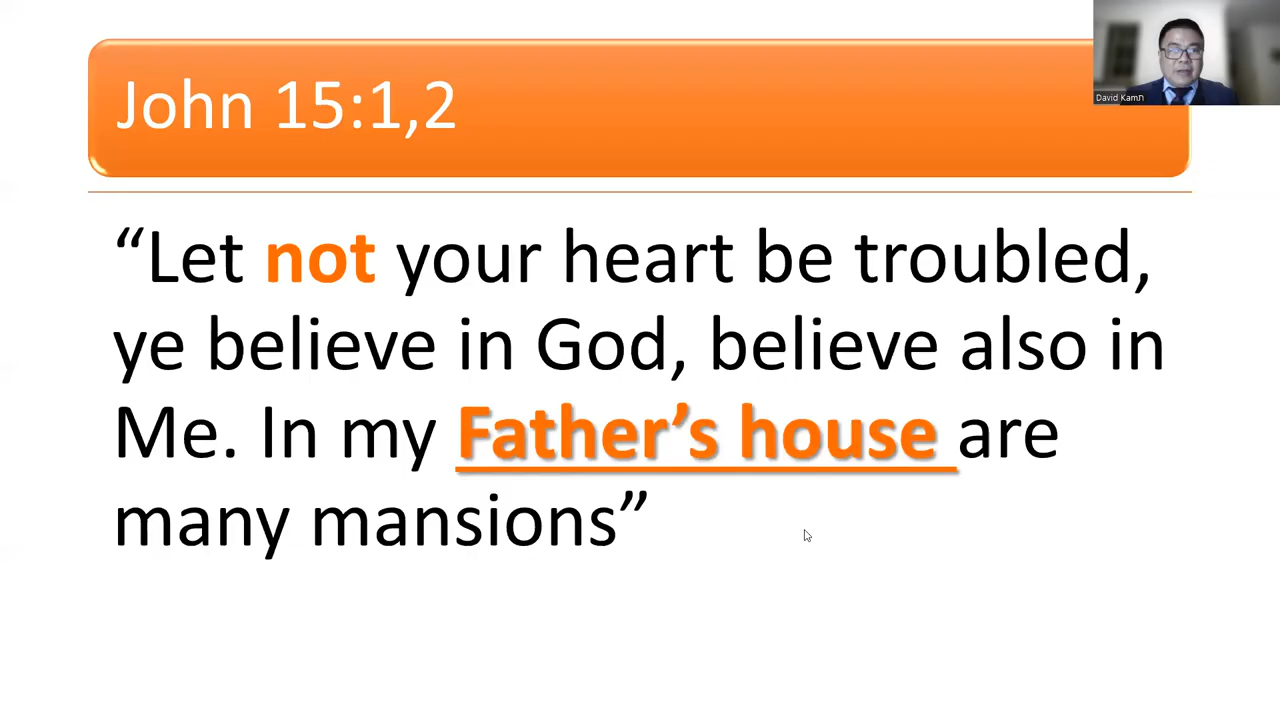 John 15:1,2
David Kamח
“Let not your heart be troubled,
ye believe in God, believe also in
Me. In my Father’s house are
many mansions”